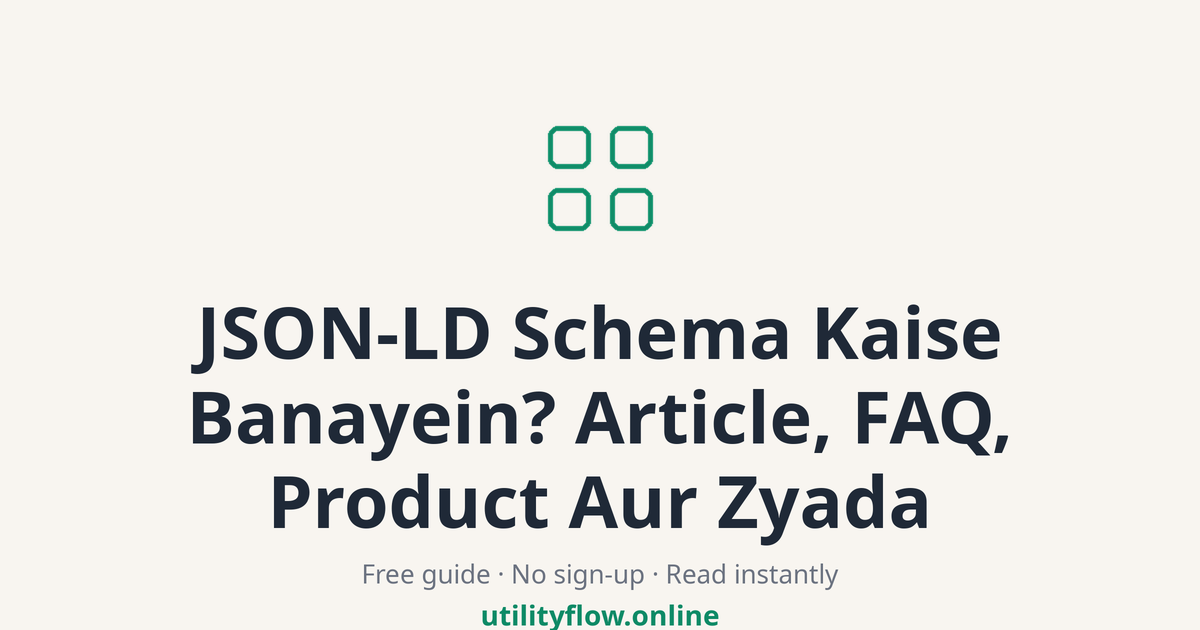 JSON-LD Schema Kaise
Banayein? Article, FAQ,
Product Aur Zyada
Free guide · No sign-up · Read instantly
utilityflow.online